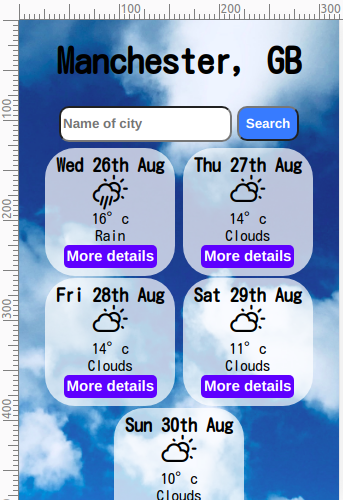 100
200
300
Manchester, GB
Name of city
Search
100
Wed 26th Aug
16° c
Rain
More details
Thu 27th Aug
14° c
Clouds
More details
200
Fri 28th Aug
14° c
Clouds
More details
Sat 29th Aug
11° c
Clouds
More details
300
400
Sun 30th Aug
10° c
Clouds